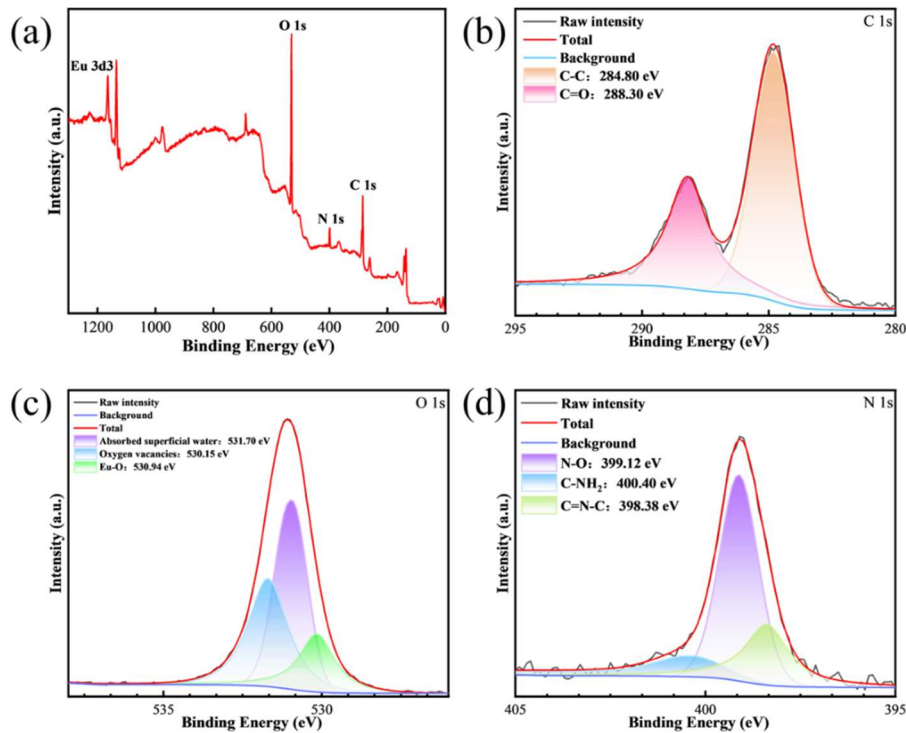 (a)
Eu 3d3
O 1s
N 1s
C 1s
Intensity (a.u.)
1200 1000 800 600 400 200 0
Binding Energy (eV)
(b)
C 1s
Raw intensity
Total
Background
C-C: 284.80 eV
C=O: 288.30 eV
Intensity (a.u.)
295 290 285 280
Binding Energy (eV)
(c)
O 1s
Raw intensity
Background
Total
Absorbed superficial water: 531.70 eV
Oxygen vacancies: 530.15 eV
Eu-O: 530.94 eV
Intensity (a.u.)
535 530
Binding Energy (eV)
(d)
N 1s
Raw intensity
Total
Background
N-O: 399.12 eV
C-NH₂: 400.40 eV
C=N-C: 398.38 eV
Intensity (a.u.)
405 400 395
Binding Energy (eV)